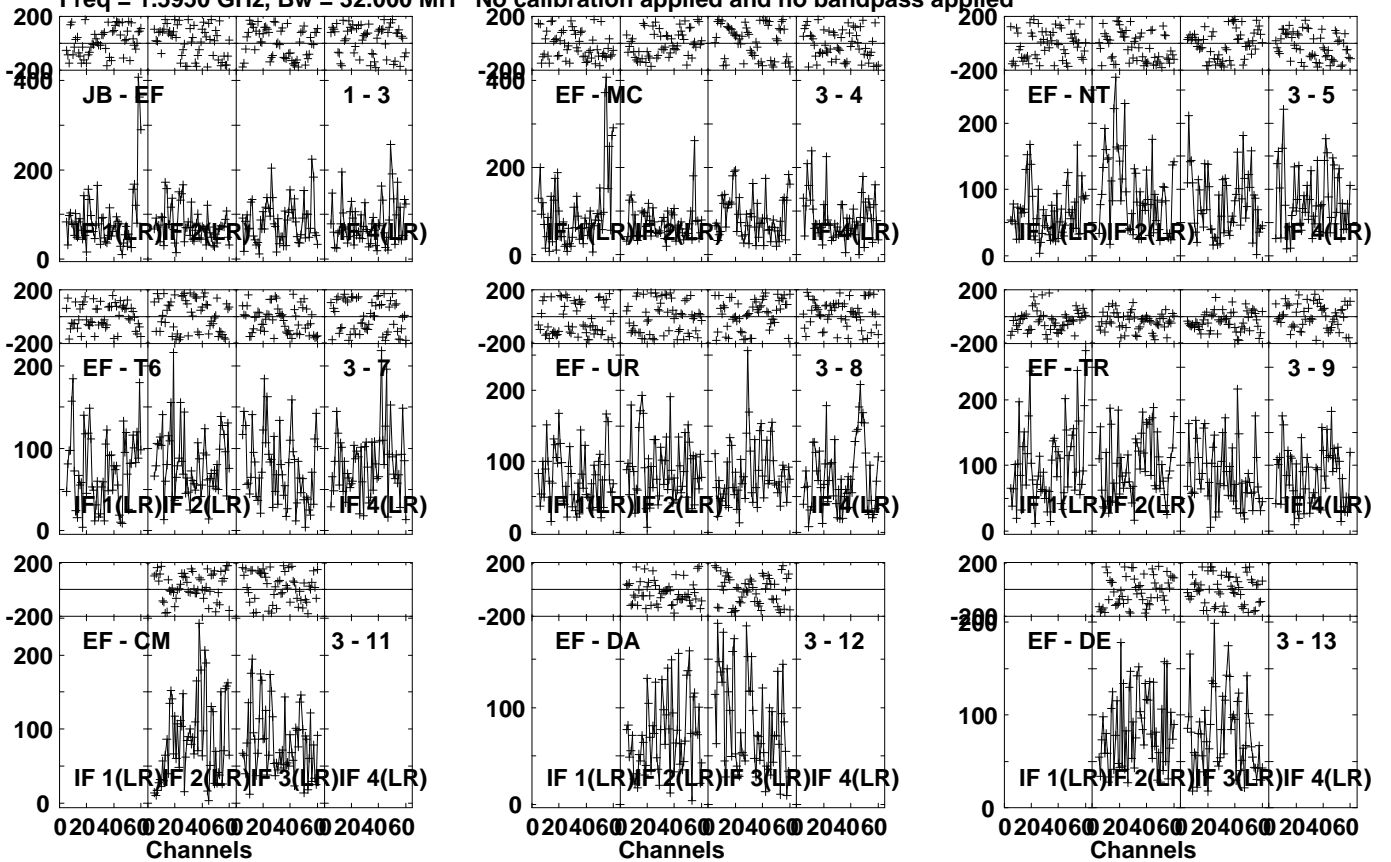 Freq = 1.5950 GHz, Bw = 32.000 MH No calibration applied and no bandpass applied
200
-200
400
200
0
JB - EF
1 - 3
IF 1(LR)
IF 2(LR)
IF 4(LR)
200
-200
400
200
0
EF - MC
3 - 4
IF 1(LR)
IF 2(LR)
IF 4(LR)
200
-200
200
100
0
EF - NT
3 - 5
IF 1(LR)
IF 2(LR)
IF 4(LR)
200
-200
200
100
0
EF - T6
3 - 7
IF 1(LR)
IF 2(LR)
IF 4(LR)
200
-200
200
100
0
EF - UR
3 - 8
IF 1(LR)
IF 2(LR)
IF 4(LR)
200
-200
200
100
0
EF - TR
3 - 9
IF 1(LR)
IF 2(LR)
IF 4(LR)
200
-200
200
100
0
EF - CM
3 - 11
IF 1(LR)
IF 2(LR)
IF 3(LR)
IF 4(LR)
0 20 40 60 0 20 40 60 0 20 40 60 0 20 40 60
Channels
200
-200
100
0
EF - DA
3 - 12
IF 1(LR)
IF 2(LR)
IF 3(LR)
IF 4(LR)
0 20 40 60 0 20 40 60 0 20 40 60 0 20 40 60
Channels
200
-200
200
100
0
EF - DE
3 - 13
IF 1(LR)
IF 2(LR)
IF 3(LR)
IF 4(LR)
0 20 40 60 0 20 40 60 0 20 40 60 0 20 40 60
Channels